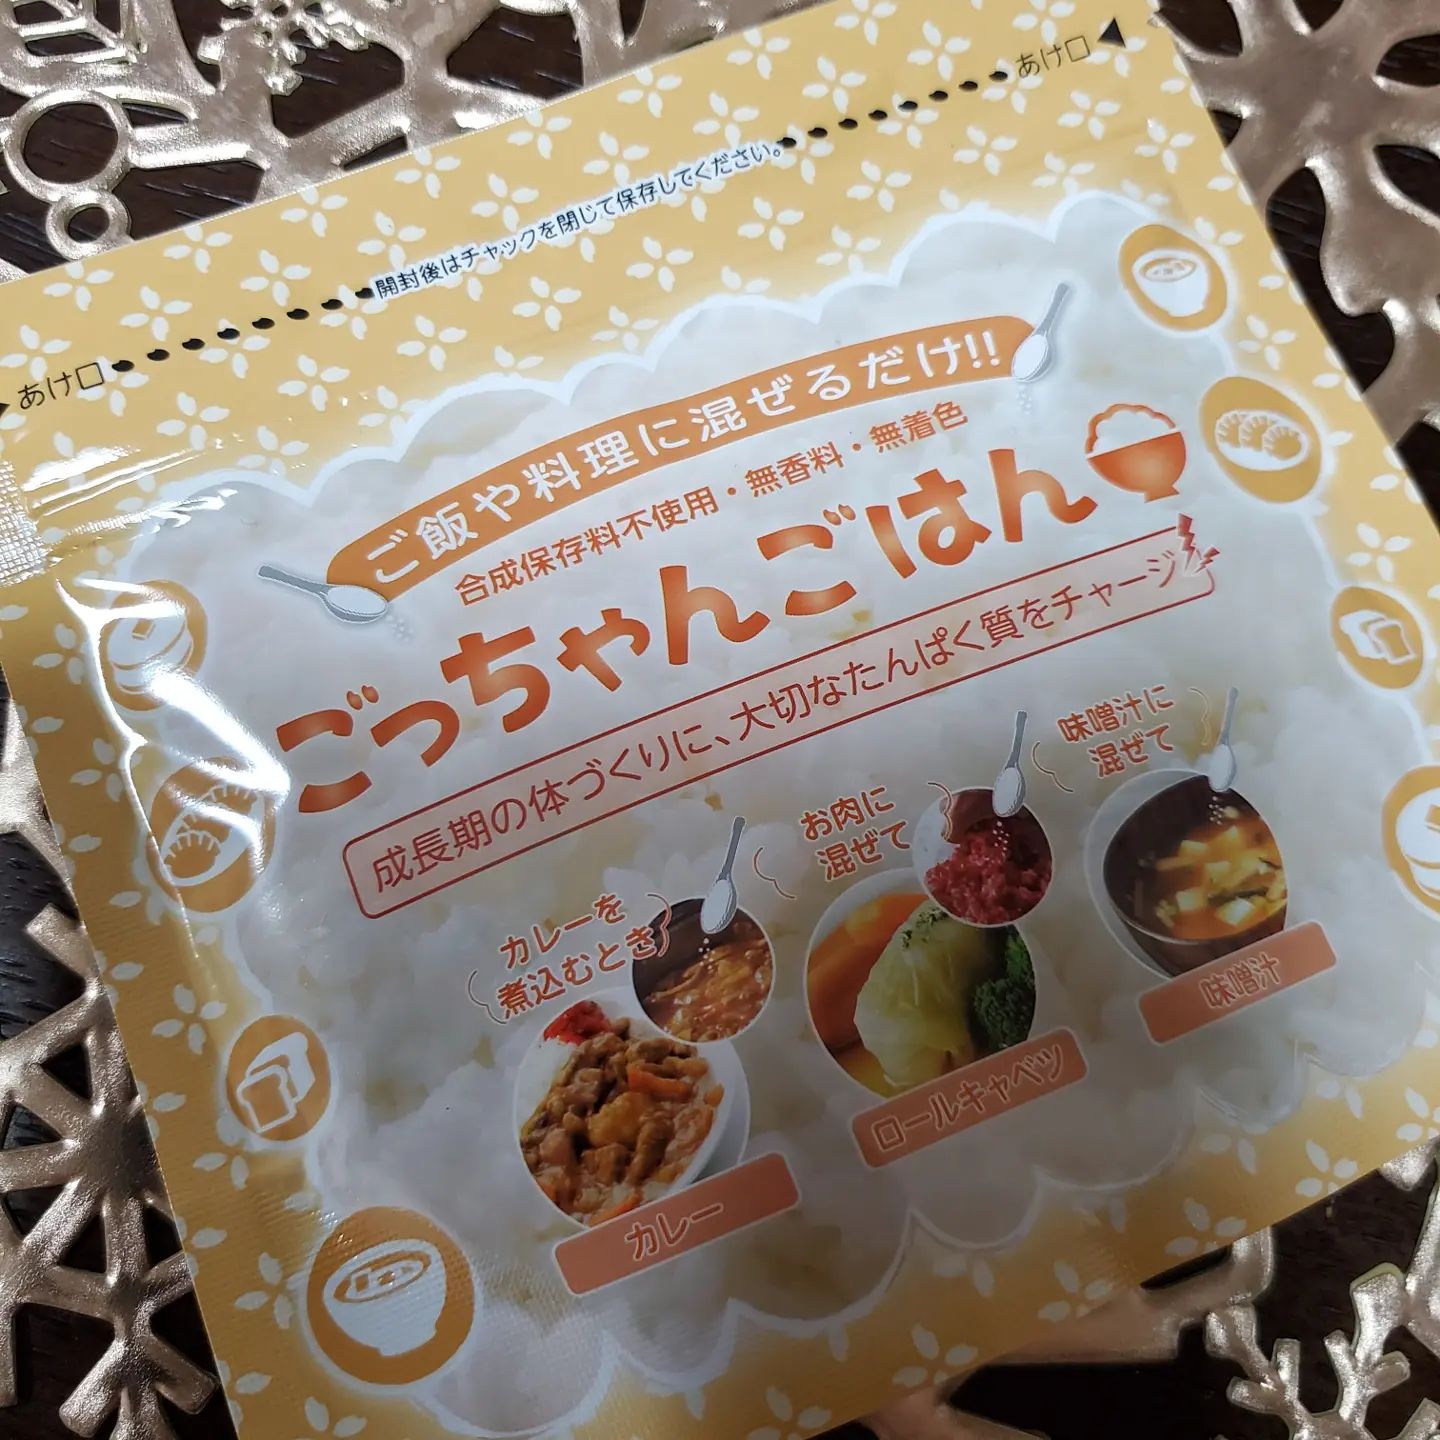 あけ口
開封後はチャックを閉じて保存してください。
あけ口
ご飯や料理に混ぜるだけ!!
合成保存料不使用・無香料・無着色
ごっちゃんごはん
成長期の体づくりに、大切なたんぱく質をチャージ
カレーを
煮込むとき
カレー
お肉に
混ぜて
ロールキャベツ
味噌汁に
混ぜて
味噌汁